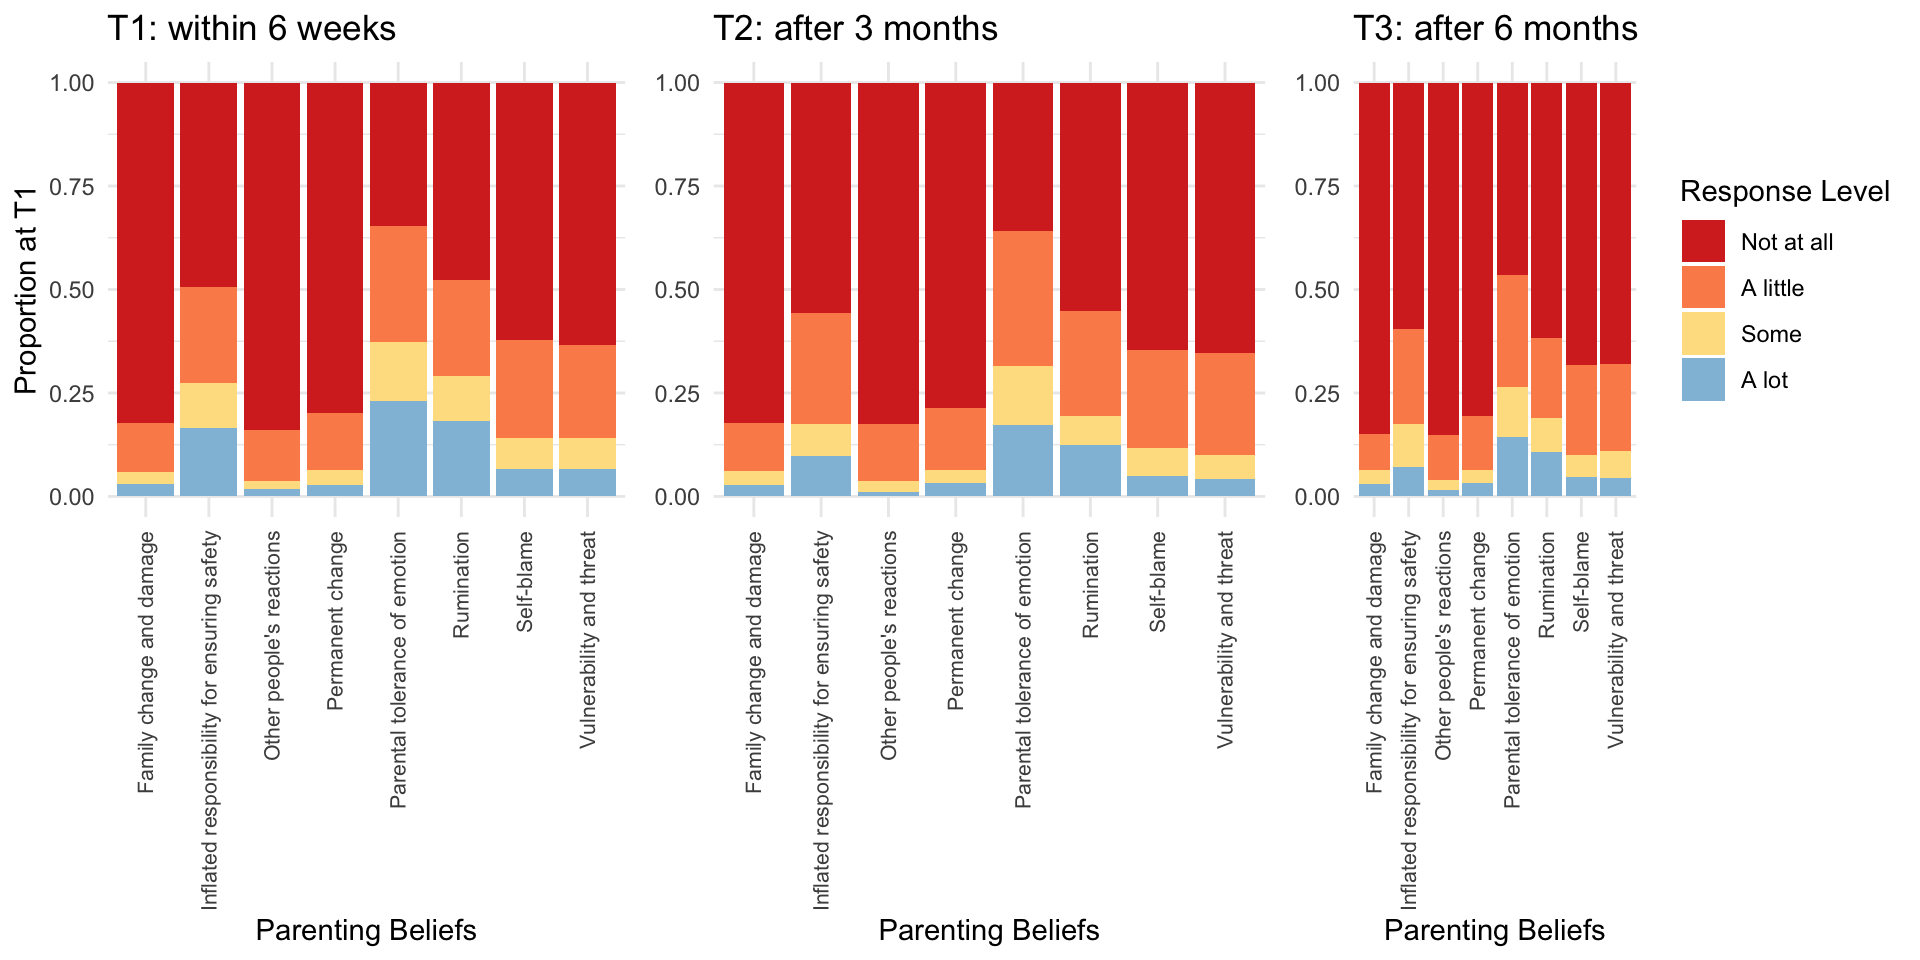 T1: within 6 weeks
T2: after 3 months
T3: after 6 months
Proportion at T1
1.00
0.75
0.50
0.25
0.00
Family change and damage
Inflated responsibility for ensuring safety
Other people's reactions
Permanent change
Parental tolerance of emotion
Rumination
Self-blame
Vulnerability and threat
Parenting Beliefs
1.00
0.75
0.50
0.25
0.00
Family change and damage
Inflated responsibility for ensuring safety
Other people's reactions
Permanent change
Parental tolerance of emotion
Rumination
Self-blame
Vulnerability and threat
Parenting Beliefs
1.00
0.75
0.50
0.25
0.00
Family change and damage
Inflated responsibility for ensuring safety
Other people's reactions
Permanent change
Parental tolerance of emotion
Rumination
Self-blame
Vulnerability and threat
Parenting Beliefs
Response Level
Not at all
A little
Some
A lot